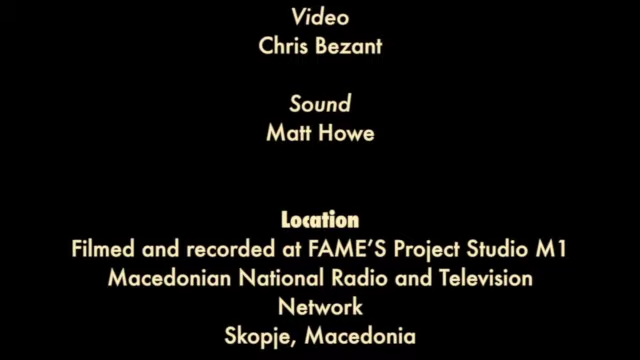 Video
Chris Bezant
Sound
Matt Howe
Location
Filmed and recorded at FAME'S Project Studio M1
Macedonian National Radio and Television
Network
Skopje, Macedonia